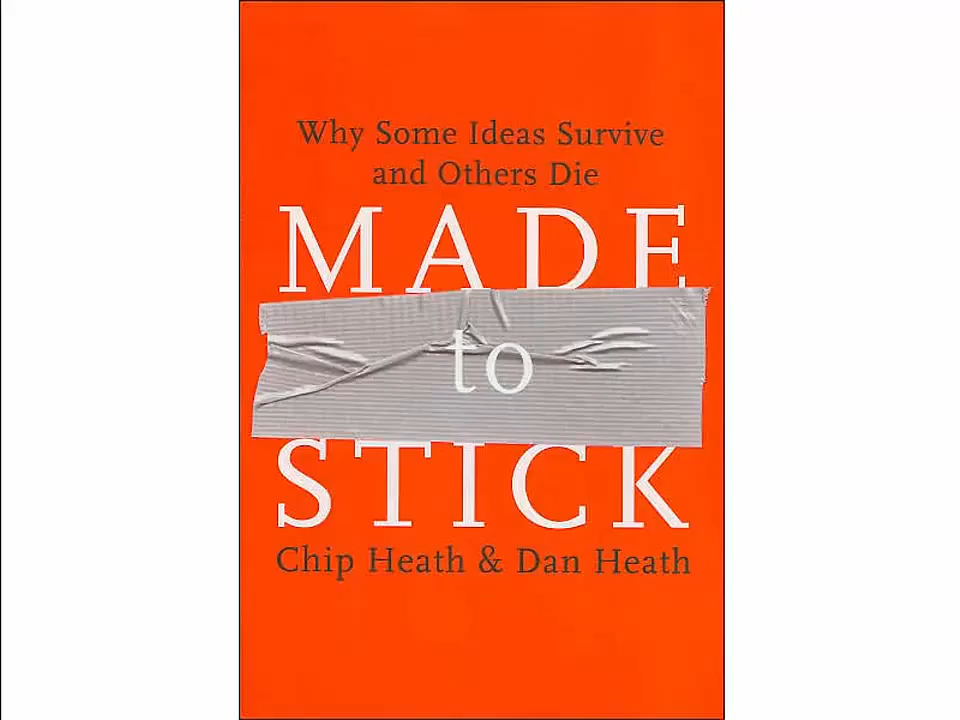 Why Some Ideas Survive
and Others Die
MADE
to
STICK
Chip Heath & Dan Heath